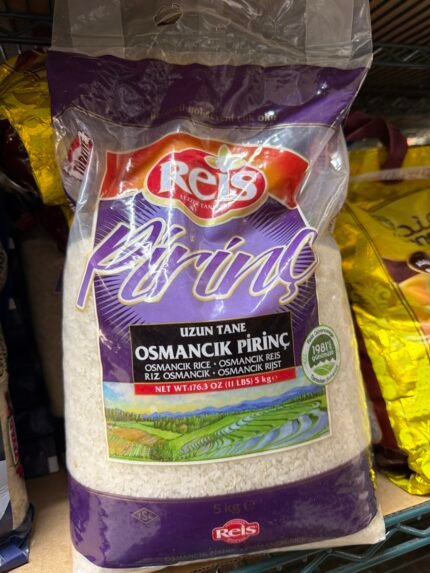 Reis
Pirinç
UZUN TANE
OSMANCIK PİRİNÇ
OSMANCIK RICE · OSMANCIK REIS
RIZ OSMANCIK · OSMANCIK RIJST
NET WT.176.3 OZ (11 LBS) 5 kg e
1981'i
TSE
5 kg e
Reis